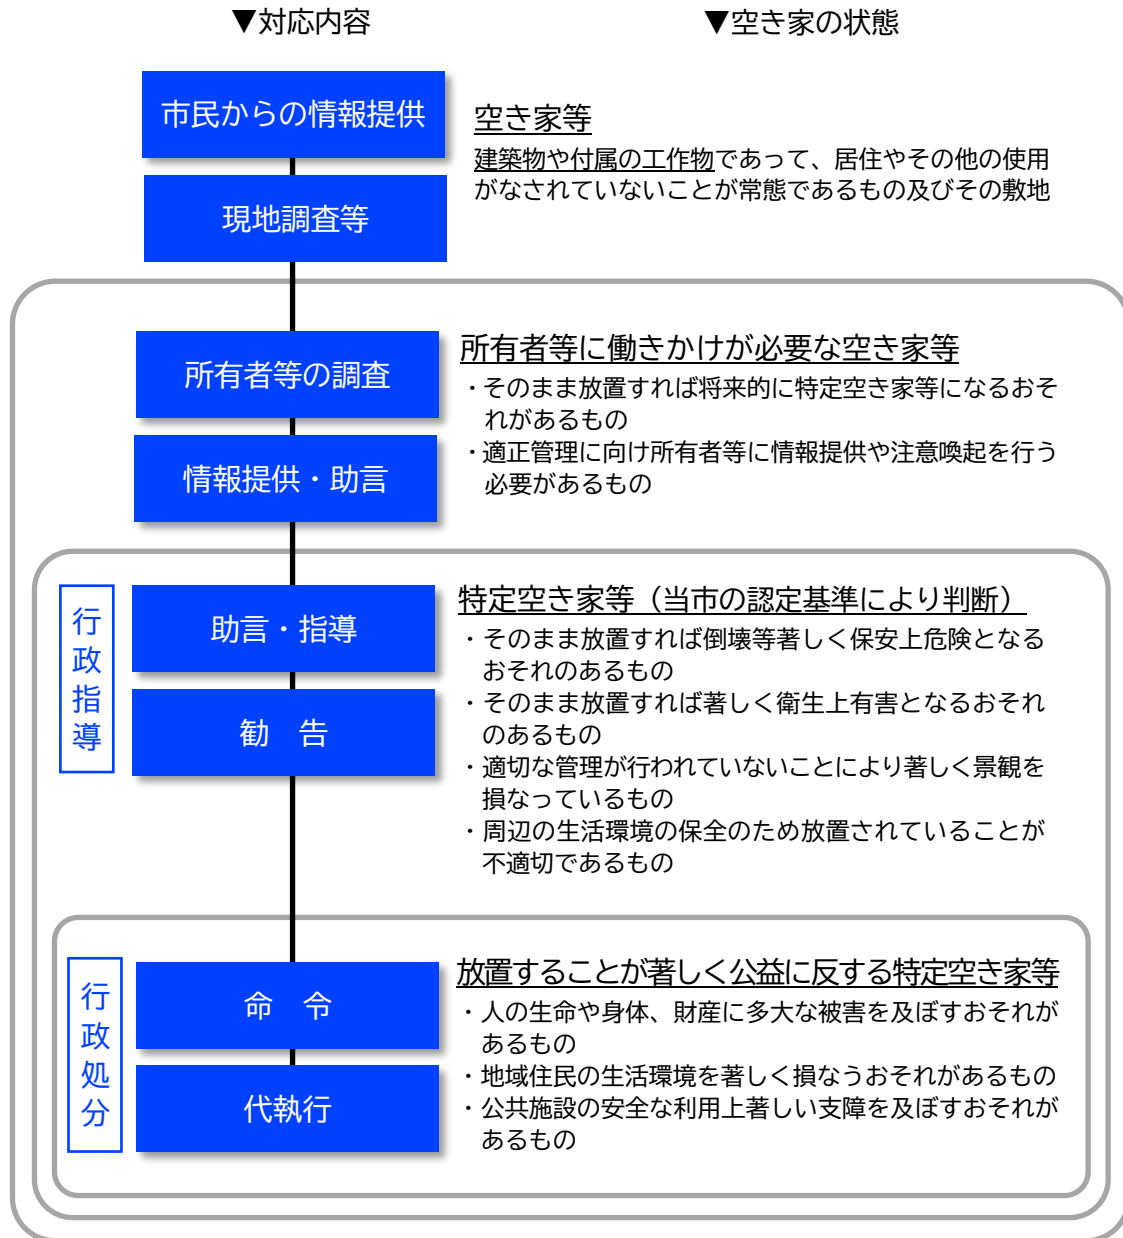 ▼対応内容
▼空き家の状態
市民からの情報提供
空き家等
建築物や付属の工作物であって、居住やその他の使用
がなされていないことが常態であるもの及びその敷地
現地調査等
所有者等の調査
所有者等に働きかけが必要な空き家等
・そのまま放置すれば将来的に特定空き家等になるおそ
れがあるもの
・適正管理に向け所有者等に情報提供や注意喚起を行う
必要があるもの
情報提供・助言
行政指導
助言・指導
勧　告
特定空き家等（当市の認定基準により判断）
・そのまま放置すれば倒壊等著しく保安上危険となる
おそれのあるもの
・そのまま放置すれば著しく衛生上有害となるおそれ
のあるもの
・適切な管理が行われていないことにより著しく景観を
損なっているもの
・周辺の生活環境の保全のため放置されていることが
不適切であるもの
行政処分
命　令
代執行
放置することが著しく公益に反する特定空き家等
・人の生命や身体、財産に多大な被害を及ぼすおそれが
あるもの
・地域住民の生活環境を著しく損なうおそれがあるもの
・公共施設の安全な利用上著しい支障を及ぼすおそれが
あるもの